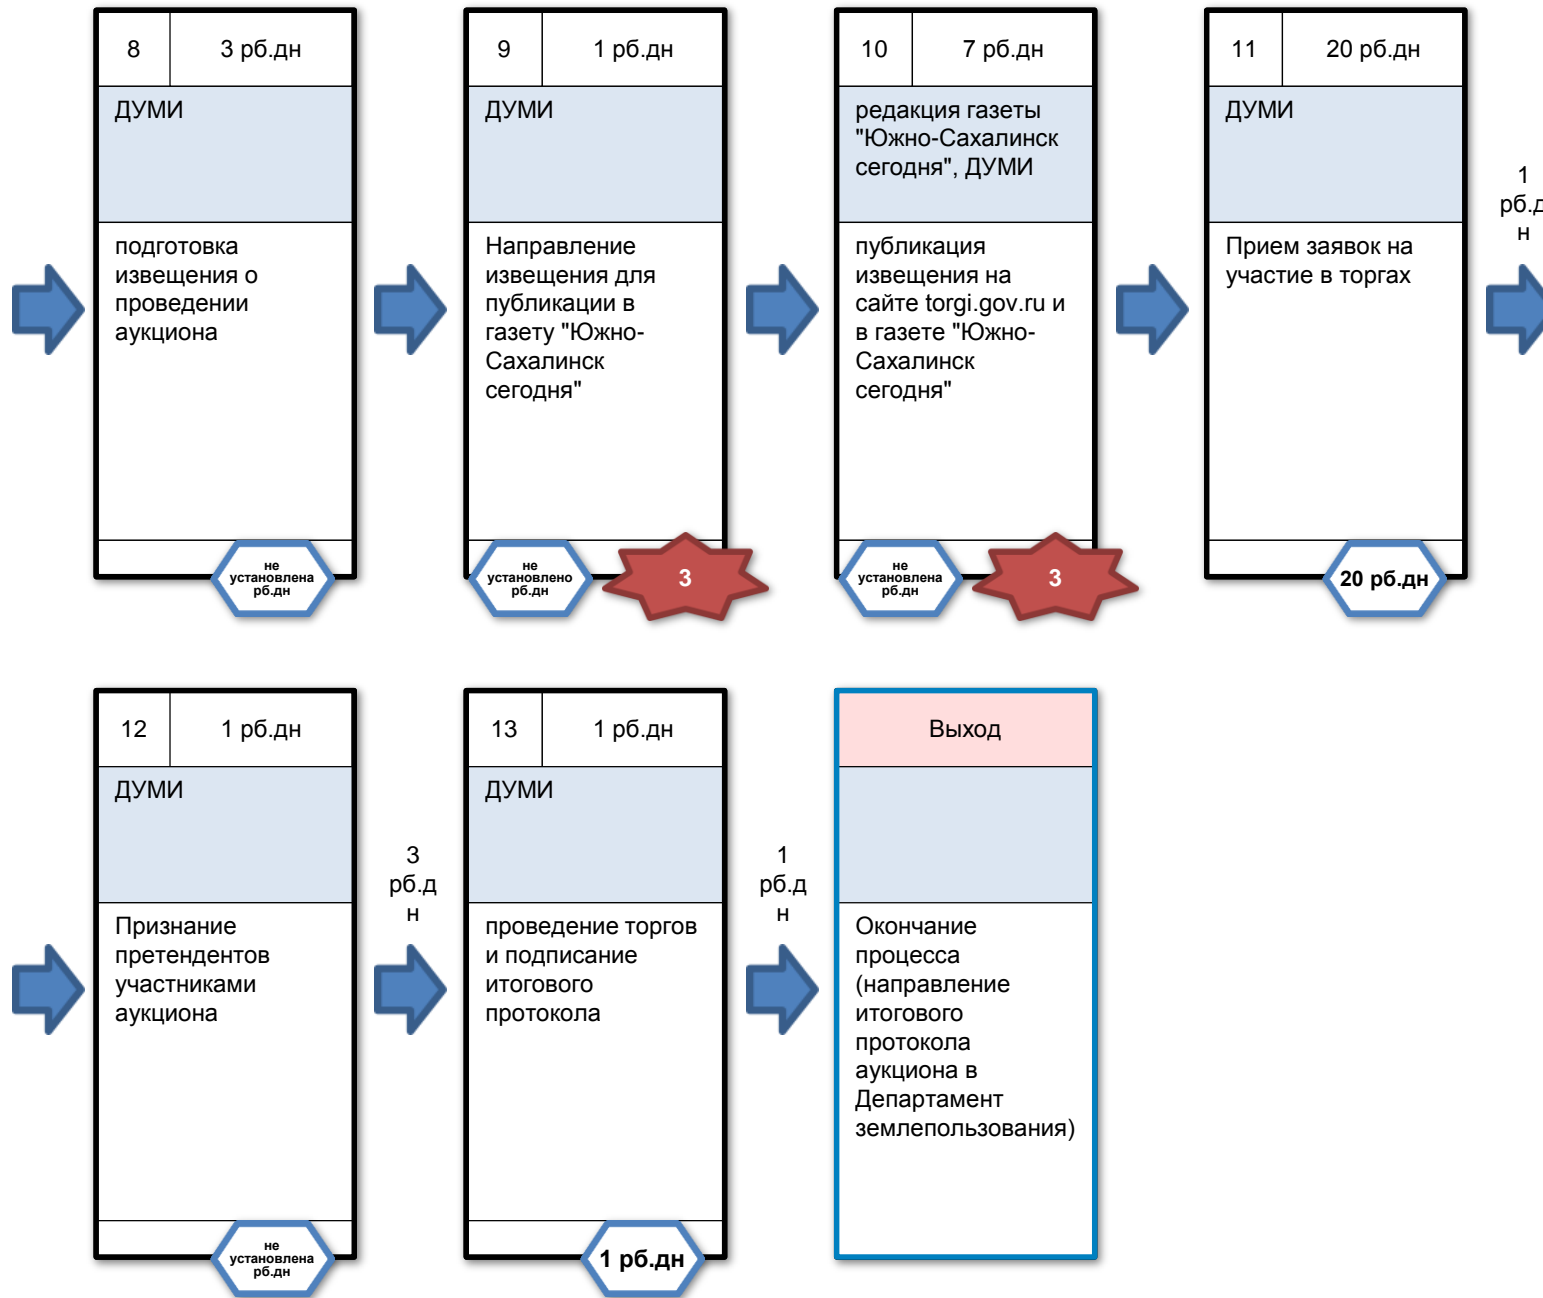 8 3 рб.дн
ДУМИ
подготовка
извещения о
проведении
аукциона
не
установлена
рб.дн
9 1 рб.дн
ДУМИ
Направление
извещения для
публикации в
газету "Южно-
Сахалинск
сегодня"
не
установлено
рб.дн
3
10 7 рб.дн
редакция газеты
"Южно-Сахалинск
сегодня", ДУМИ
публикация
извещения на
сайте torgi.gov.ru и
в газете "Южно-
Сахалинск
сегодня"
не
установлена
рб.дн
3
11 20 рб.дн
ДУМИ
Прием заявок на
участие в торгах
20 рб.дн
1
рб.д
н
12 1 рб.дн
ДУМИ
Признание
претендентов
участниками
аукциона
не
установлена
рб.дн
3
рб.д
н
13 1 рб.дн
ДУМИ
проведение торгов
и подписание
итогового
протокола
1 рб.дн
1
рб.д
н
Выход
Окончание
процесса
(направление
итогового
протокола
аукциона в
Департамент
землепользования)